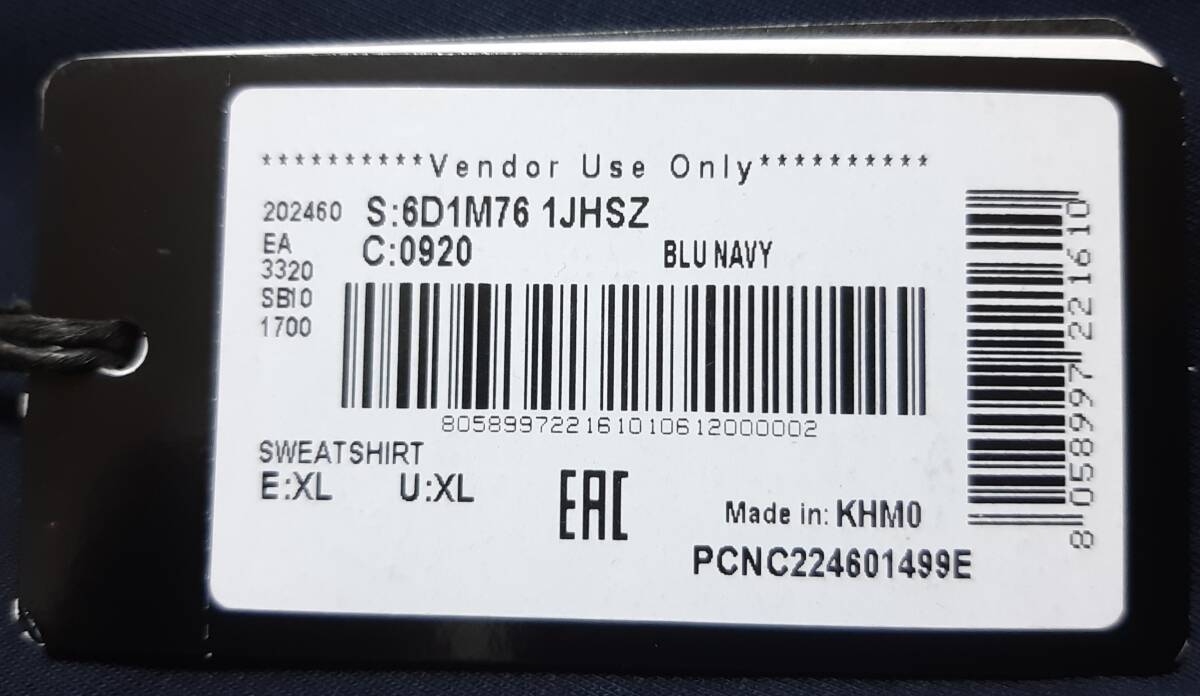 **********Vendor Use Only**********
202460 S:6D1M76 1JHSZ
EA C:0920 BLU NAVY
3320
SB10
1700
805899722161010612000002
SWEATSHIRT
E:XL U:XL
EAC
Made in: KHM0
PCNC224601499E
8058997221610